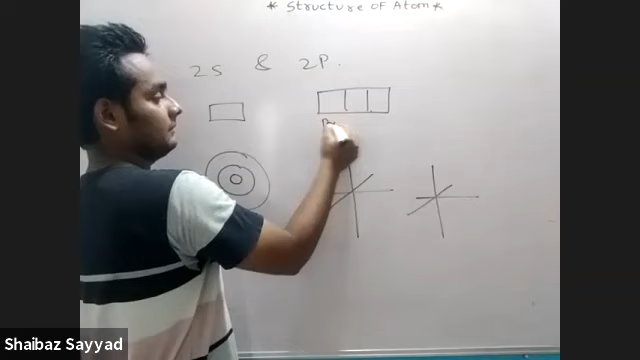 * Structure of Atom *
2S & 2P.
Shaibaz Sayyad